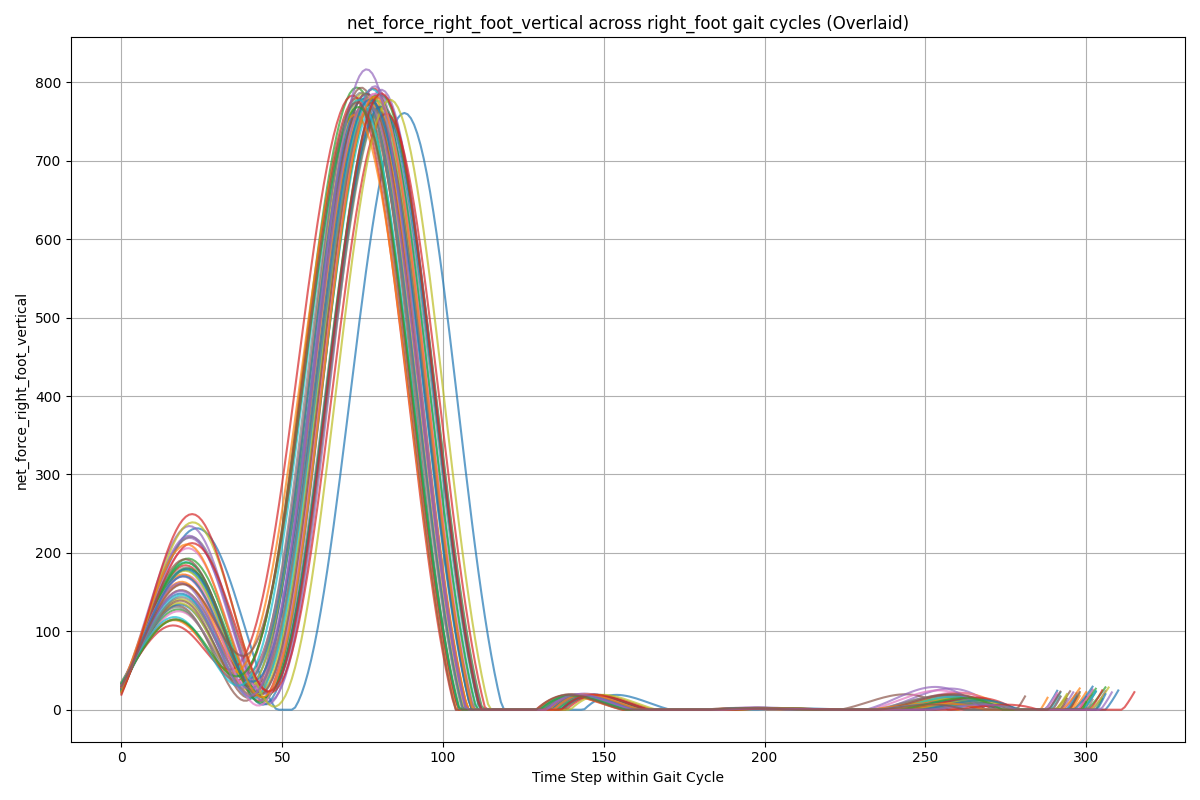 net_force_right_foot_vertical across right_foot gait cycles (Overlaid)
net_force_right_foot_vertical
800
700
600
500
400
300
200
100
0
0 50 100 150 200 250 300
Time Step within Gait Cycle